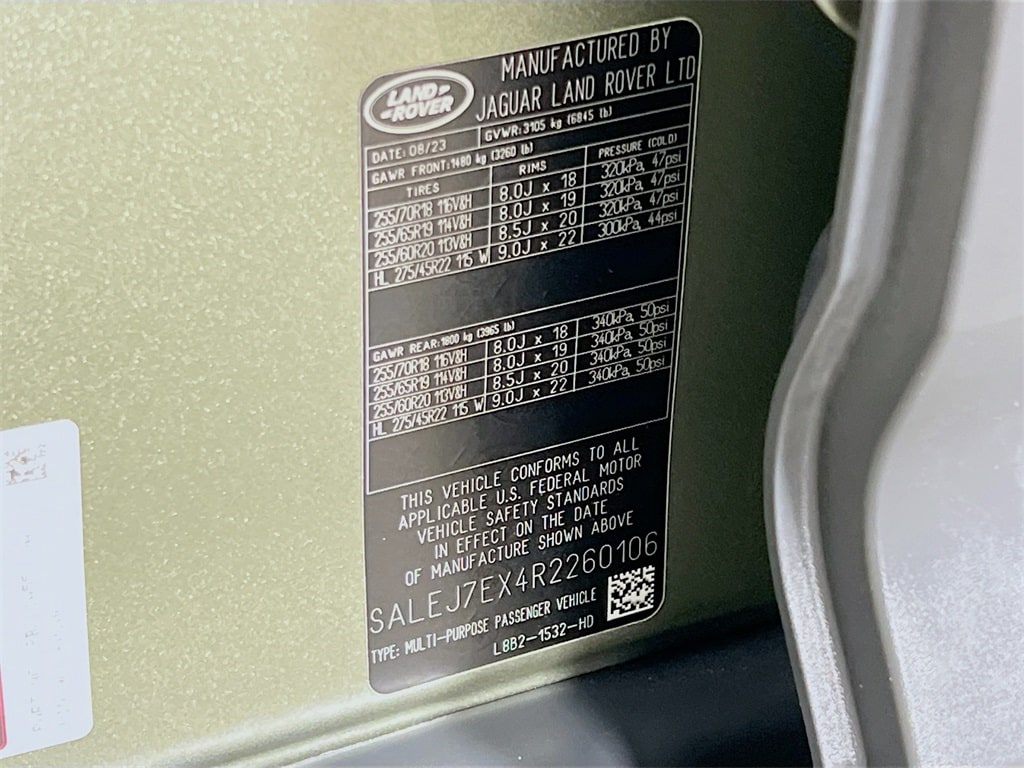 LAND ROVER
MANUFACTURED BY
JAGUAR LAND ROVER LTD
DATE: 08/23 GVWR: 3105 kg (6845 lb)
GAWR FRONT: 1480 kg (3260 lb)
TIRES RIMS PRESSURE (COLD)
255/70R18 116V&H 8.0J x 18 320kPa, 47psi
255/65R19 114V&H 8.0J x 19 320kPa, 47psi
255/60R20 113V&H 8.5J x 20 320kPa, 47psi
HL 275/45R22 115 W 9.0J x 22 300kPa, 44psi
GAWR REAR: 1800 kg (3965 lb)
255/70R18 116V&H 8.0J x 18 340kPa, 50psi
255/65R19 114V&H 8.0J x 19 340kPa, 50psi
255/60R20 113V&H 8.5J x 20 340kPa, 50psi
HL 275/45R22 115 W 9.0J x 22 340kPa, 50psi
THIS VEHICLE CONFORMS TO ALL
APPLICABLE U.S. FEDERAL MOTOR
VEHICLE SAFETY STANDARDS
IN EFFECT ON THE DATE
OF MANUFACTURE SHOWN ABOVE
SALEJ7EX4R2260106
TYPE: MULTI-PURPOSE PASSENGER VEHICLE
L8B2-1532-HD